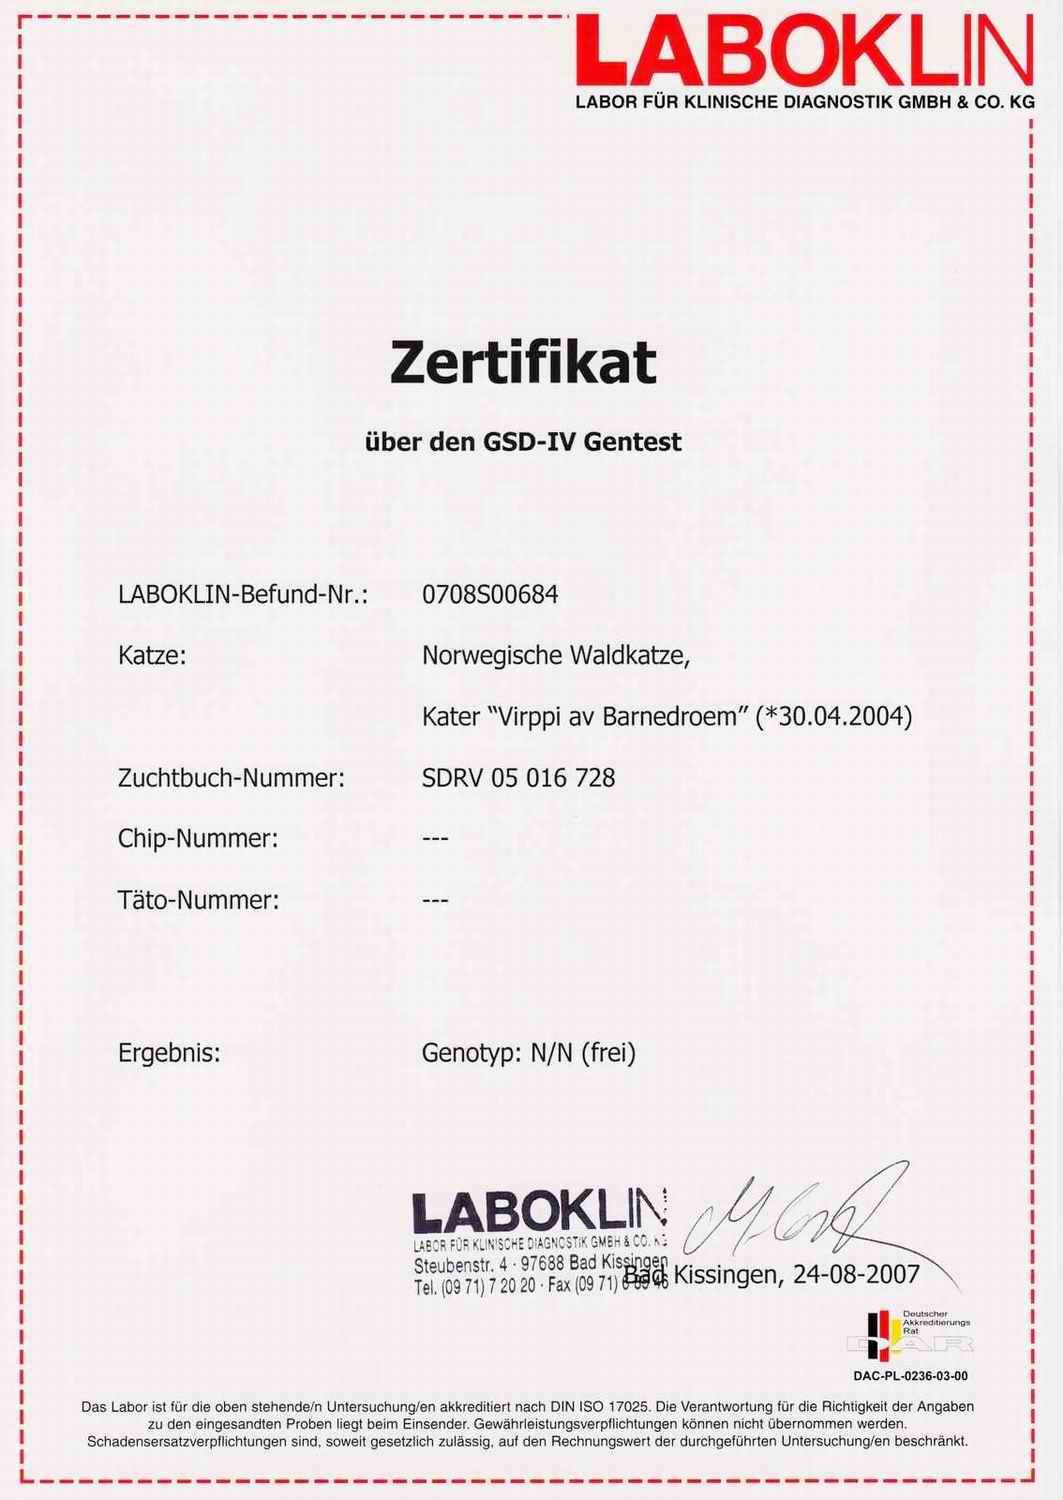 LABOKLIN
LABOR FÜR KLINISCHE DIAGNOSTIK GMBH & CO. KG
Zertifikat
über den GSD-IV Gentest
LABOKLIN-Befund-Nr.: 0708S00684
Katze: Norwegische Waldkatze,
Kater “Virppi av Barnedroem” (*30.04.2004)
Zuchtbuch-Nummer: SDRV 05 016 728
Chip-Nummer: ---
Täto-Nummer: ---
Ergebnis: Genotyp: N/N (frei)
LABOKLIN
LABOR FÜR KLINISCHE DIAGNOSTIK GMBH & CO.
Steubenstr. 4 · 97688 Bad Kissingen
Tel. (09 71) 7 20 20 · Fax (09 71)
Bad Kissingen, 24-08-2007
Deutscher
Akkreditierungs
Rat
DAR
DAC-PL-0236-03-00
Das Labor ist für die oben stehende/n Untersuchung/en akkreditiert nach DIN ISO 17025. Die Verantwortung für die Richtigkeit der Angaben
zu den eingesandten Proben liegt beim Einsender. Gewährleistungsverpflichtungen können nicht übernommen werden.
Schadensersatzverpflichtungen sind, soweit gesetzlich zulässig, auf den Rechnungswert der durchgeführten Untersuchung/en beschränkt.